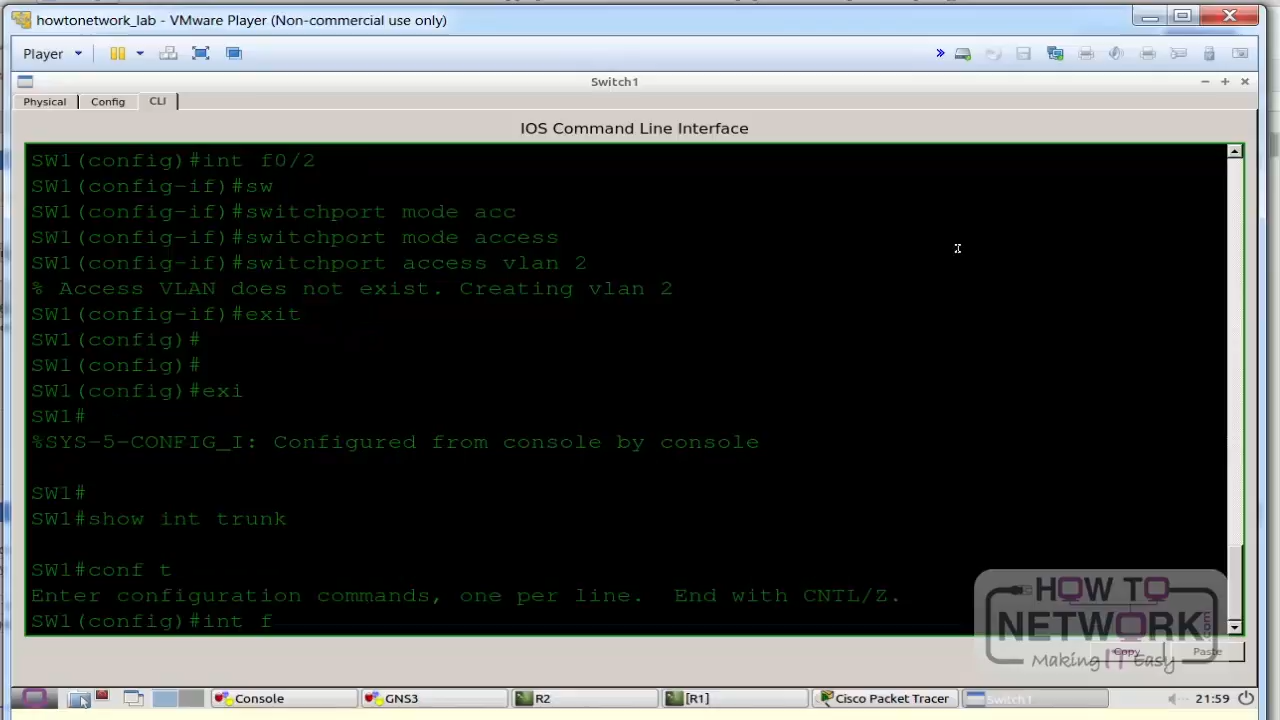 howtonetwork_lab - VMware Player (Non-commercial use only)
Player
»
Switch1
Physical Config CLI
IOS Command Line Interface
SW1(config)#int f0/2
SW1(config-if)#sw
SW1(config-if)#switchport mode acc
SW1(config-if)#switchport mode access
SW1(config-if)#switchport access vlan 2
% Access VLAN does not exist. Creating vlan 2
SW1(config-if)#exit
SW1(config)#
SW1(config)#
SW1(config)#exi
SW1#
%SYS-5-CONFIG_I: Configured from console by console
SW1#
SW1#show int trunk
SW1#conf t
Enter configuration commands, one per line.  End with CNTL/Z.
SW1(config)#int f
HOW TO
NETWORK.com
Making IT Easy
Copy Paste
Console GNS3 R2 [R1] Cisco Packet Tracer Switch1 21:59